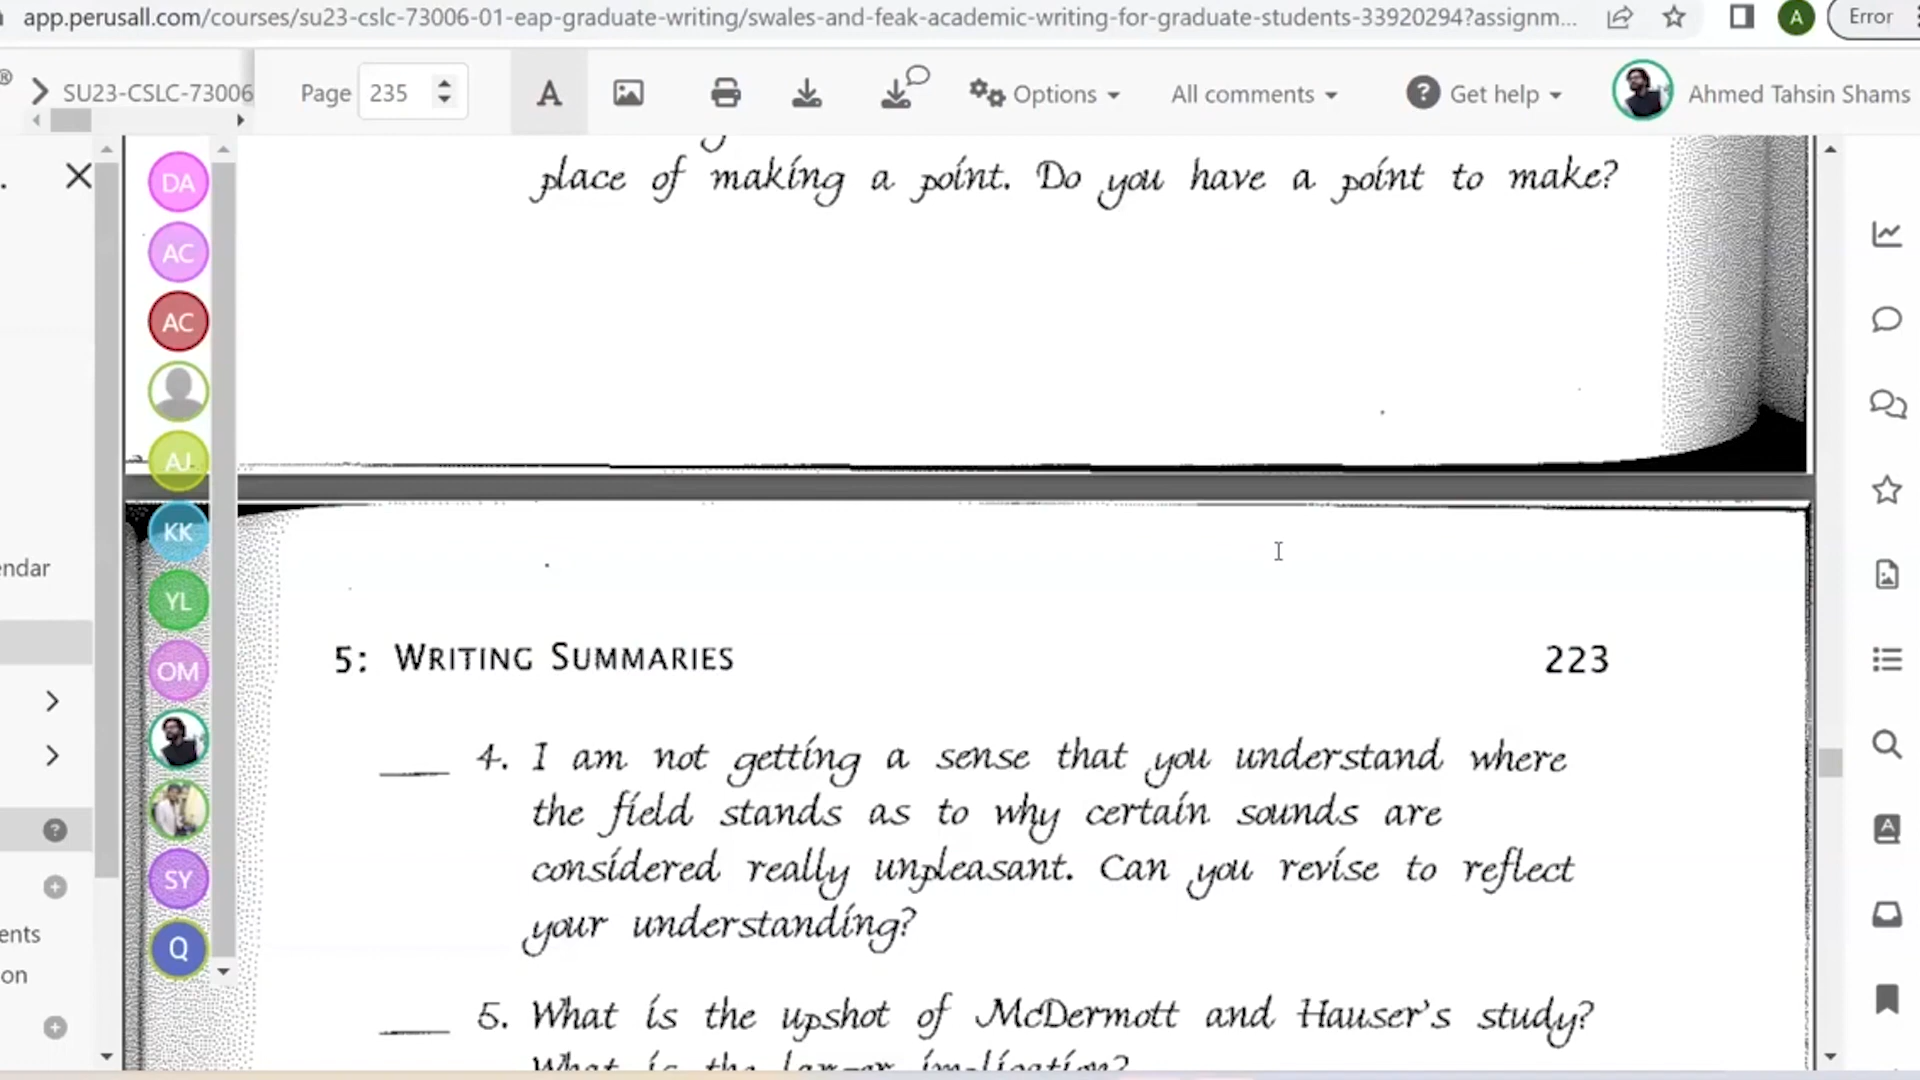 app.perusall.com/courses/su23-cslc-73006-01-eap-graduate-writing/swales-and-feak-academic-writing-for-graduate-students-33920294?assignm...
A
Error
SU23-CSLC-73006
Page 235
A
Options
All comments
? Get help
Ahmed Tahsin Shams
DA
AC
AC
AJ
KK
YL
OM
SY
Q
endar
?
ents
on
place of making a point. Do you have a point to make?
5: WRITING SUMMARIES 223
4. I am not getting a sense that you understand where
the field stands as to why certain sounds are
considered really unpleasant. Can you revise to reflect
your understanding?
5. What is the upshot of McDermott and Hauser's study?
What is the larger implication?